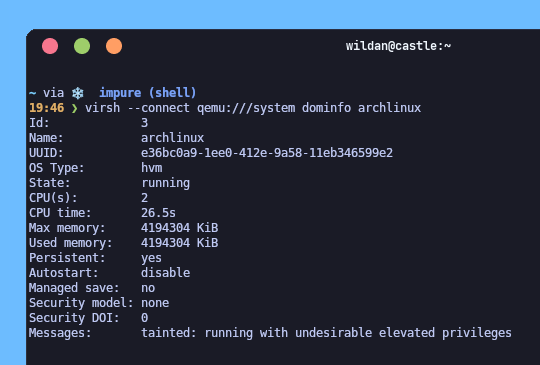 wildan@castle:~
~ via ❄ impure (shell)
19:46 ❯ virsh --connect qemu:///system dominfo archlinux
Id: 3
Name: archlinux
UUID: e36bc0a9-1ee0-412e-9a58-11eb346599e2
OS Type: hvm
State: running
CPU(s): 2
CPU time: 26.5s
Max memory: 4194304 KiB
Used memory: 4194304 KiB
Persistent: yes
Autostart: disable
Managed save: no
Security model: none
Security DOI: 0
Messages: tainted: running with undesirable elevated privileges